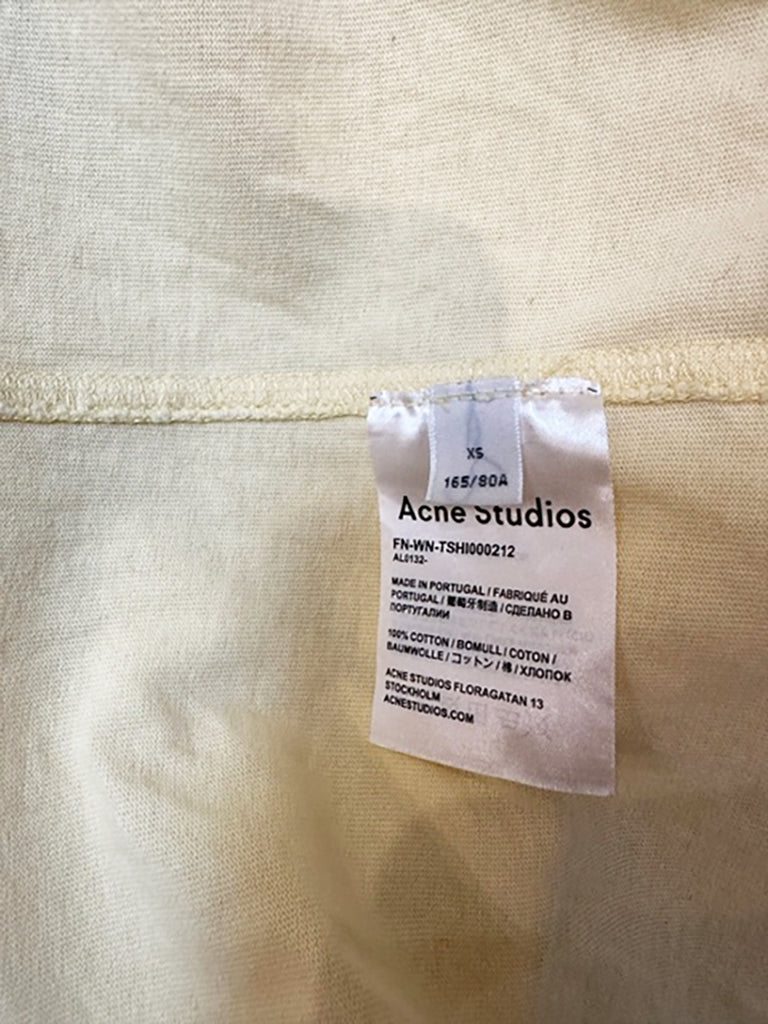 XS
165/80A
Acne Studios
FN-WN-TSHI000212
AL0132-
MADE IN PORTUGAL / FABRIQUÉ AU
PORTUGAL / 葡萄牙制造 / СДЕЛАНО В
ПОРТУГАЛИИ
100% COTTON / BOMULL / COTON /
BAUMWOLLE / コットン / 棉 / ХЛОПОК
ACNE STUDIOS FLORAGATAN 13
STOCKHOLM
ACNESTUDIOS.COM